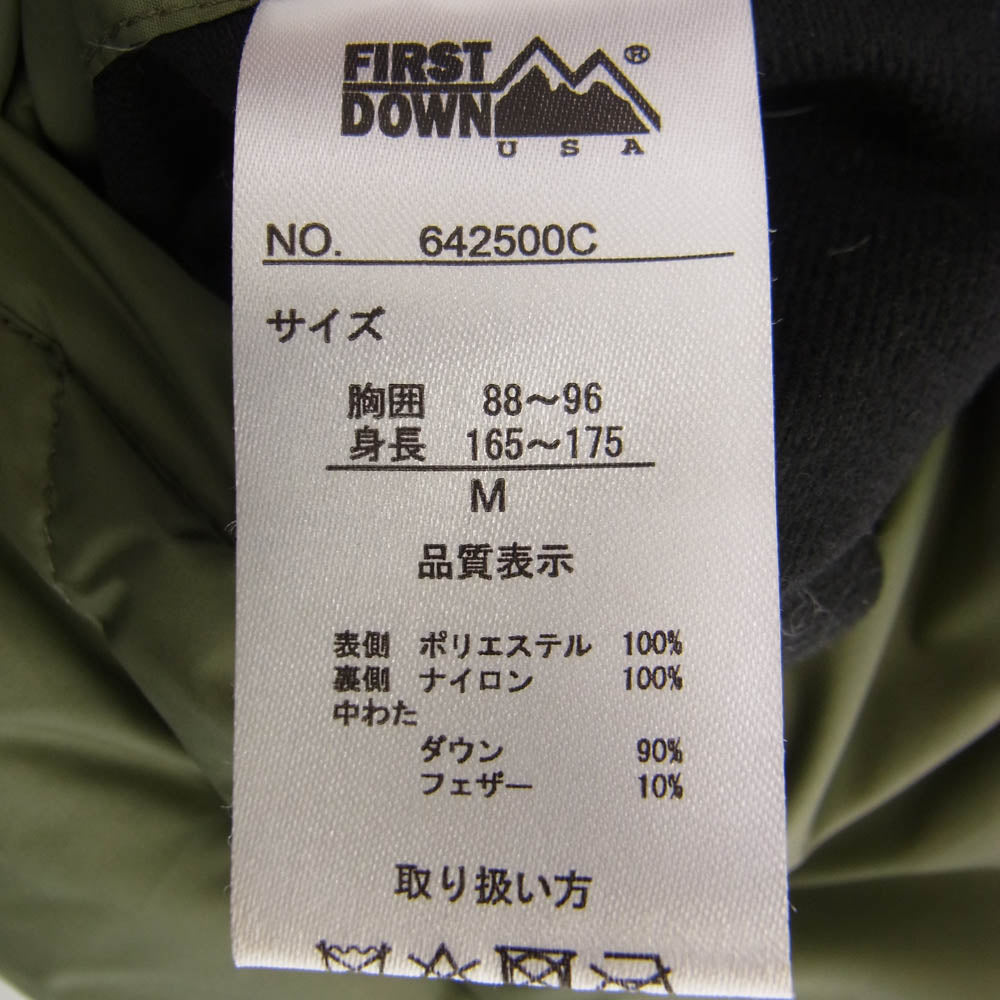 FIRST
DOWN ®
USA
NO. 642500C
サイズ
胸囲 88～96
身長 165～175
M
品質表示
表側 ポリエステル 100%
裏側 ナイロン 100%
中わた
ダウン 90%
フェザー 10%
取り扱い方